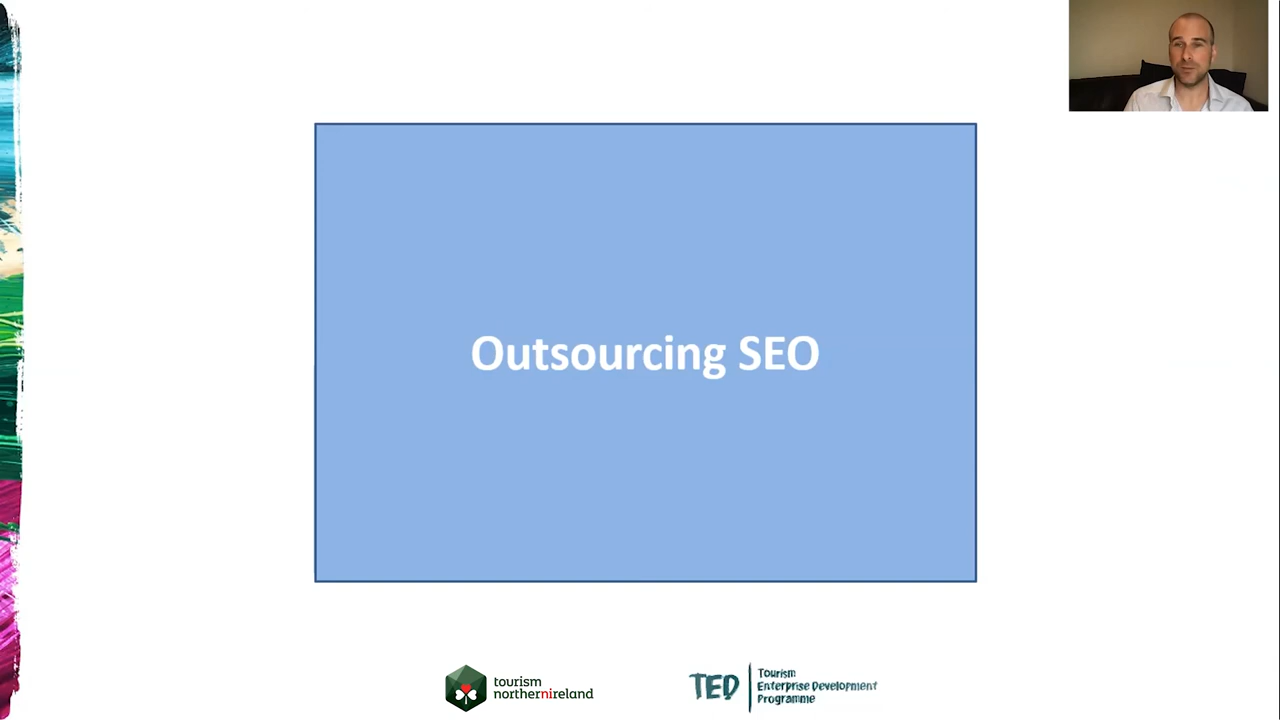 Outsourcing SEO
tourism
northernireland
TED
Tourism
Enterprise Development
Programme